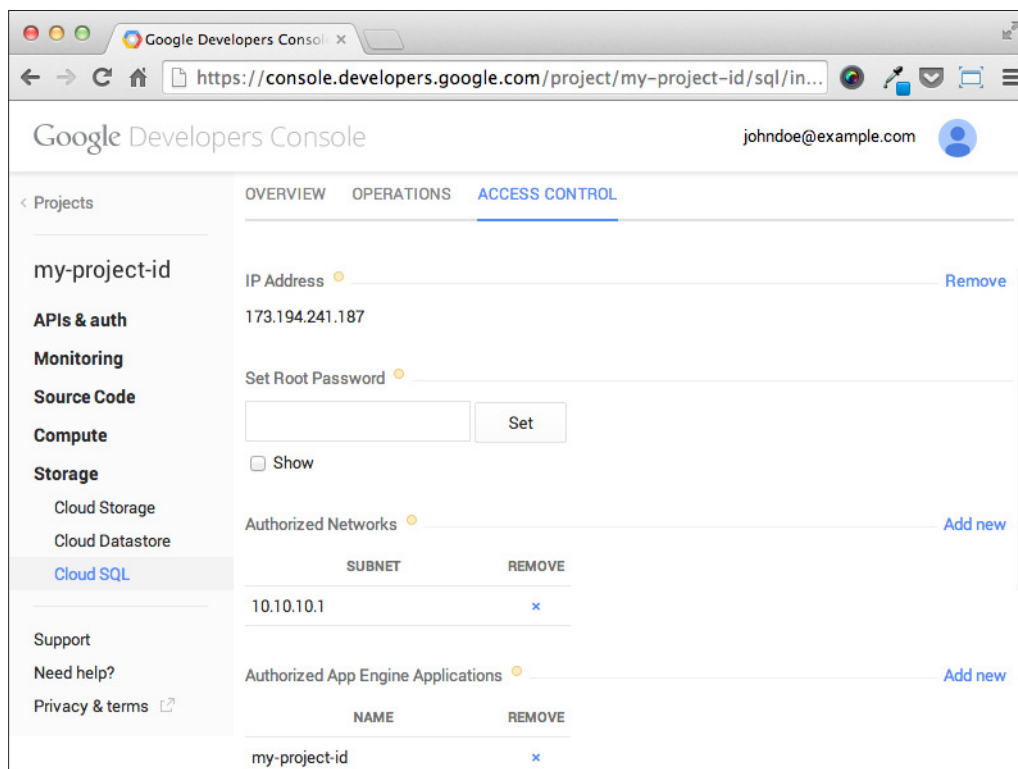 Google Developers Consol ×
https://console.developers.google.com/project/my-project-id/sql/in...
Google Developers Console
johndoe@example.com
< Projects
my-project-id
APIs & auth
Monitoring
Source Code
Compute
Storage
Cloud Storage
Cloud Datastore
Cloud SQL
Support
Need help?
Privacy & terms
OVERVIEW OPERATIONS ACCESS CONTROL
IP Address Remove
173.194.241.187
Set Root Password
Set
Show
Authorized Networks Add new
SUBNET REMOVE
10.10.10.1 ×
Authorized App Engine Applications Add new
NAME REMOVE
my-project-id ×